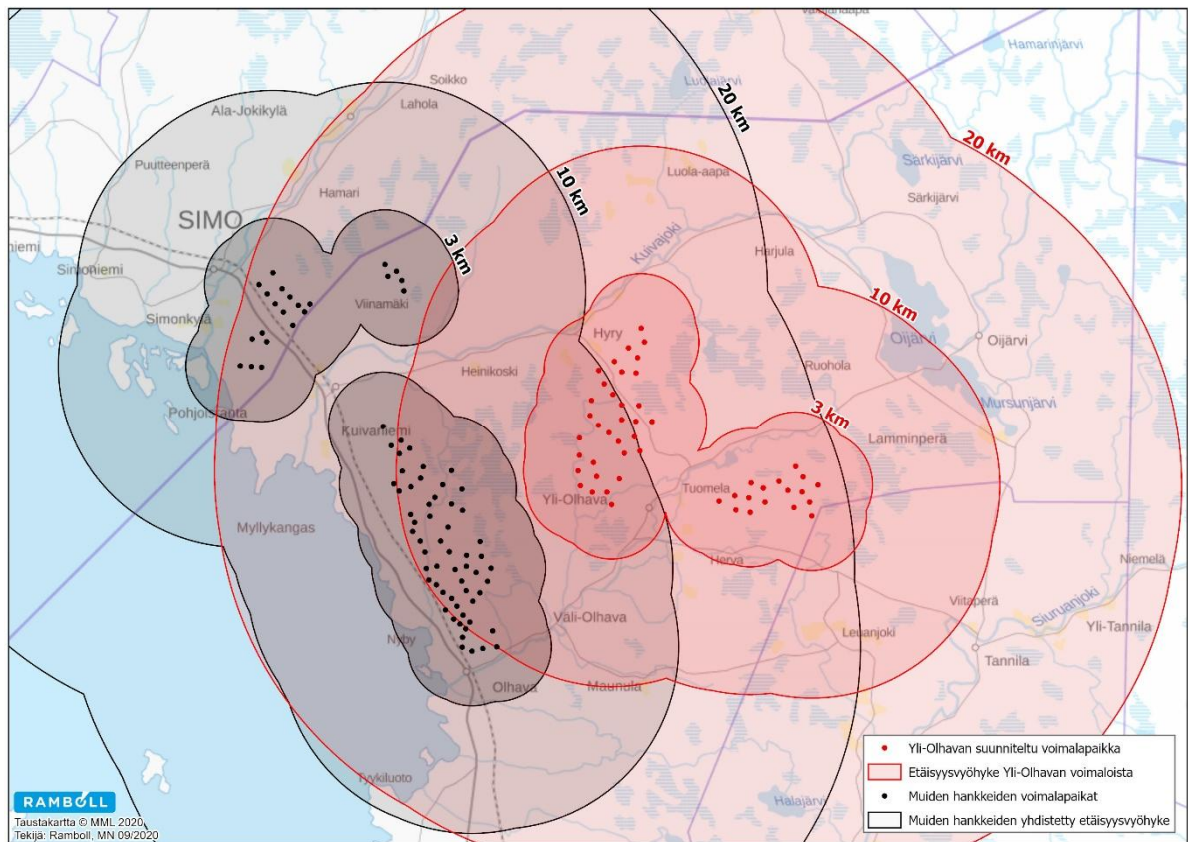 Hamarinjärvi
Soikko
Luolajärvi
Ala-Jokikylä
Lahola
20 km
20 km
Puutteenperä
Särkijärvi
Luola-aapa
10 km
Hamari
Särkijärvi
SIMO
Kuivajoki
3 km
Harjula
Simoniemi
Viinamäki
10 km
Simonkylä
Hyry
Oijärvi
Oijärvi
Heinikoski
Ruohola
Mursunjärvi
3 km
Kuivaniemi
Lamminperä
Tuomela
Yli-Olhava
Myllykangas
Herva
Niemelä
Viitaperä
Siuruanjoki
Väli-Olhava
Yli-Tannila
Nyby
Leuanjoki
Tannila
Olhava
Maunula
Tyykiluoto
Halajärvi
Yli-Olhavan suunniteltu voimalapaikka
Etäisyysvyöhyke Yli-Olhavan voimaloista
Muiden hankkeiden voimalapaikat
Muiden hankkeiden yhdistetty etäisyysvyöhyke
RAMBOLL
Taustakartta © MML 2020
Tekijä: Ramboll, MN 09/2020